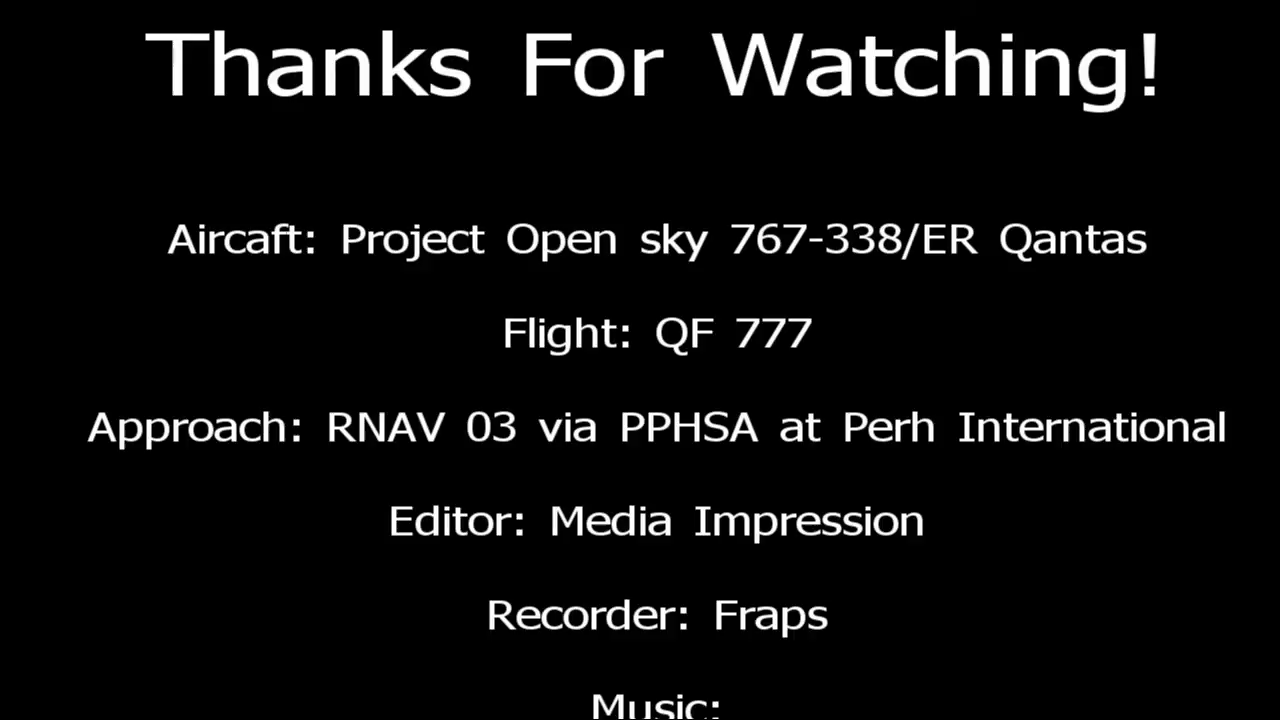 Thanks For Watching!
Aircaft: Project Open sky 767-338/ER Qantas
Flight: QF 777
Approach: RNAV 03 via PPHSA at Perh International
Editor: Media Impression
Recorder: Fraps
Music: